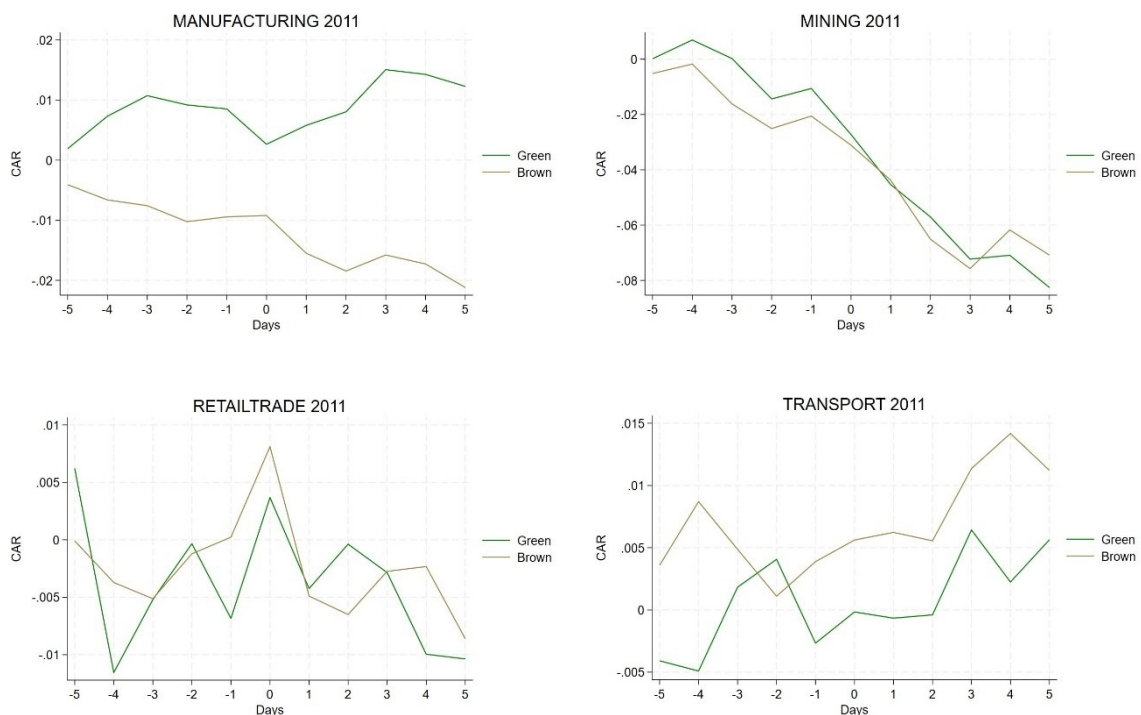 MANUFACTURING 2011
.02
.01
0
-.01
-.02
CAR
-5 -4 -3 -2 -1 0 1 2 3 4 5
Days
Green
Brown
MINING 2011
0
-.02
-.04
-.06
-.08
CAR
-5 -4 -3 -2 -1 0 1 2 3 4 5
Days
Green
Brown
RETAILTRADE 2011
.01
.005
0
-.005
-.01
CAR
-5 -4 -3 -2 -1 0 1 2 3 4 5
Days
Green
Brown
TRANSPORT 2011
.015
.01
.005
0
-.005
CAR
-5 -4 -3 -2 -1 0 1 2 3 4 5
Days
Green
Brown